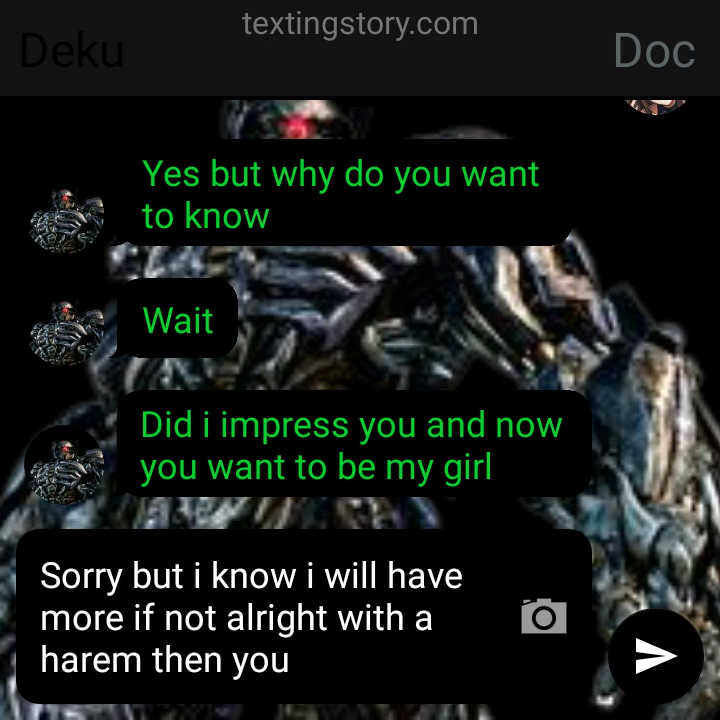 textingstory.com
Deku
Doc
Yes but why do you want
to know
Wait
Did i impress you and now
you want to be my girl
Sorry but i know i will have
more if not alright with a
harem then you